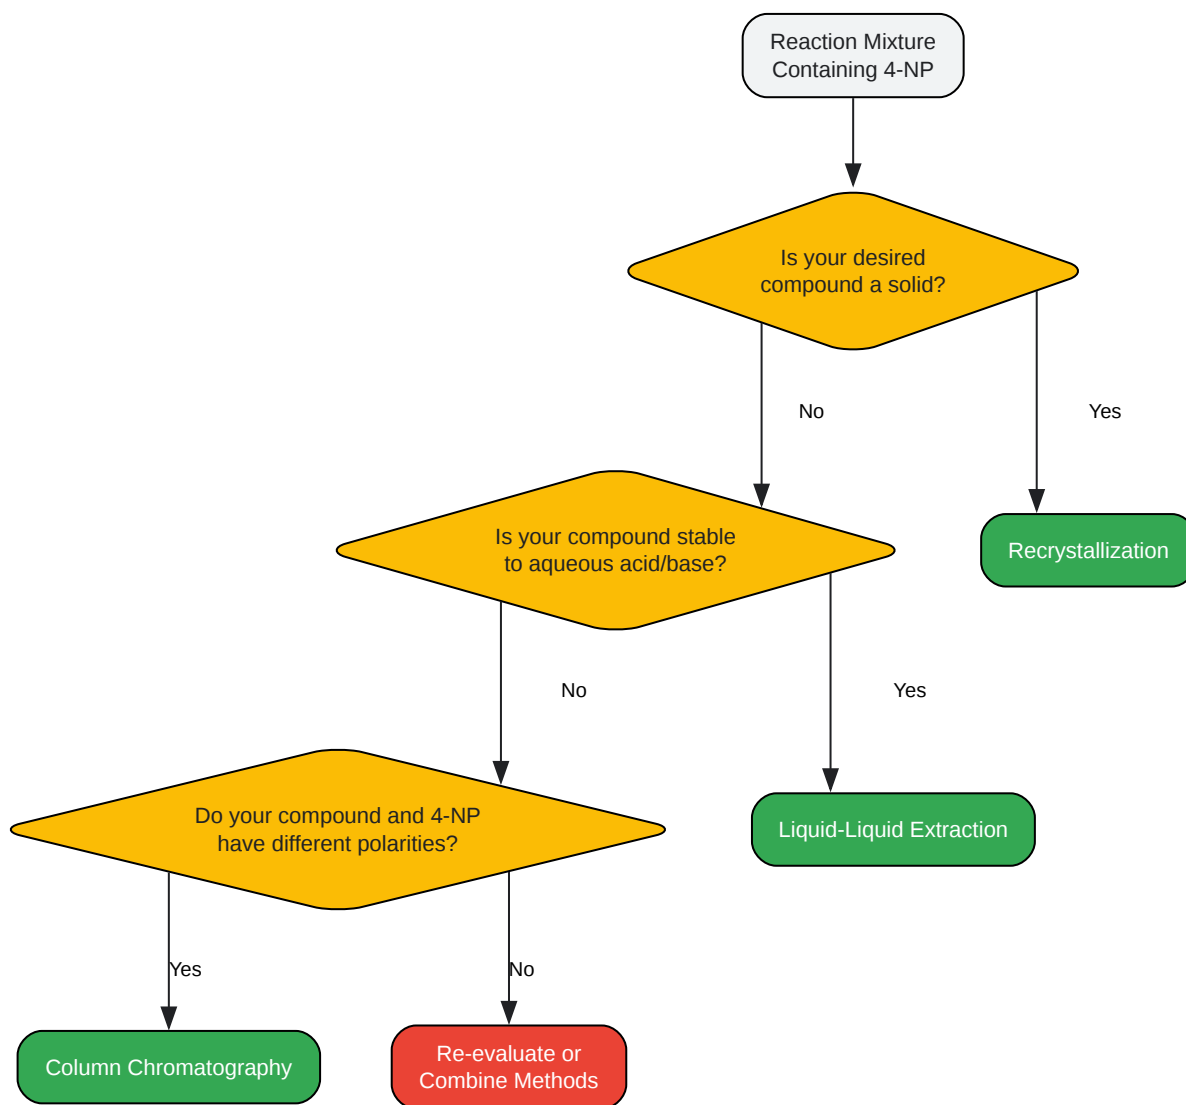 Reaction Mixture
Containing 4-NP
Is your desired
compound a solid?
No
Yes
Is your compound stable
to aqueous acid/base?
Recrystallization
No
Yes
Do your compound and 4-NP
have different polarities?
Liquid-Liquid Extraction
Yes
No
Column Chromatography
Re-evaluate or
Combine Methods